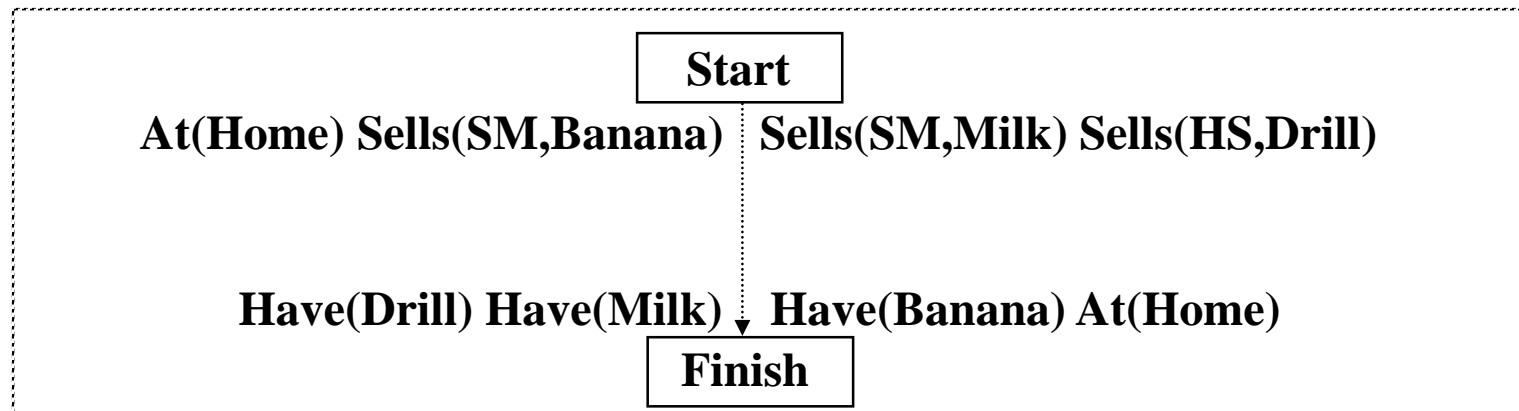 Start
At(Home) Sells(SM,Banana) Sells(SM,Milk) Sells(HS,Drill)
Have(Drill) Have(Milk) Have(Banana) At(Home)
Finish